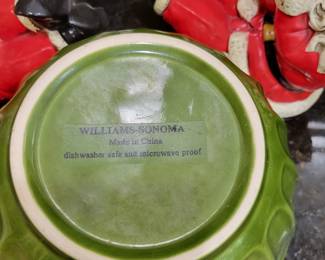 WILLIAMS-SONOMA
Made in China
dishwasher safe and microwave proof